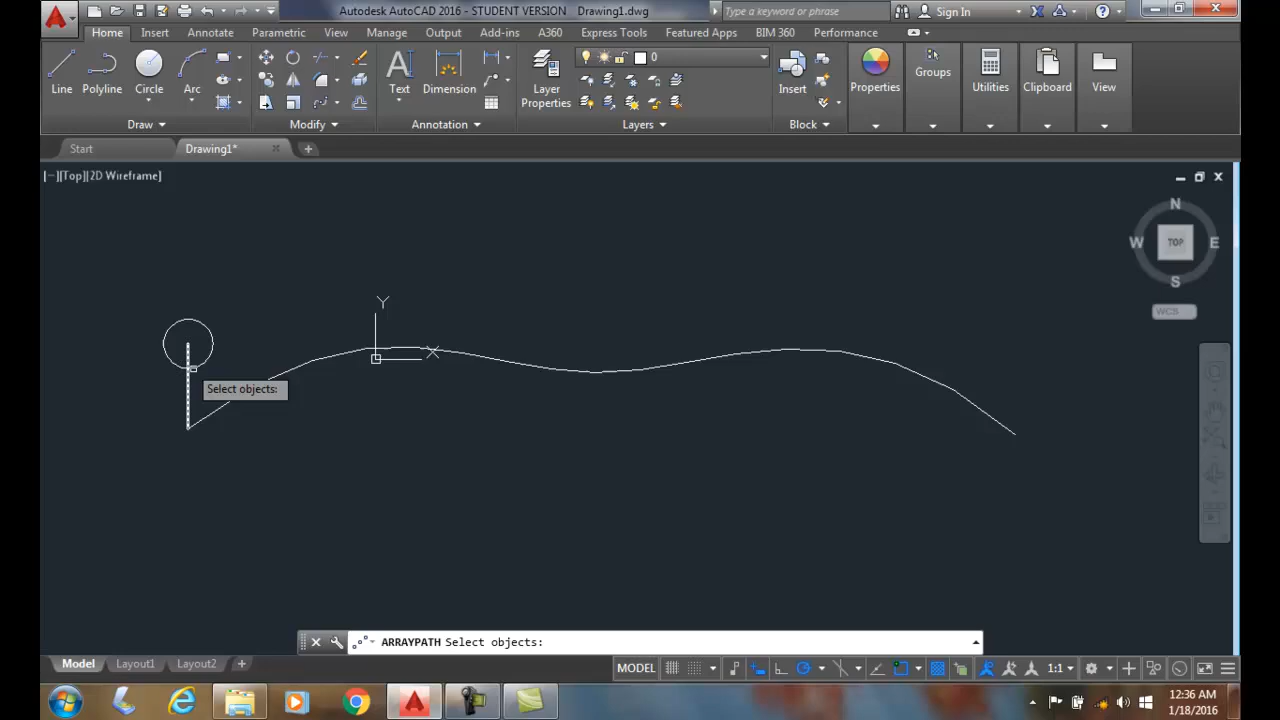 Autodesk AutoCAD 2016 - STUDENT VERSION Drawing1.dwg
Type a keyword or phrase
Sign In
Home Insert Annotate Parametric View Manage Output Add-ins A360 Express Tools Featured Apps BIM 360 Performance
0
Line Polyline Circle Arc
Text Dimension
Layer
Properties
Insert
Properties
Groups
Utilities
Clipboard
View
Draw Modify Annotation Layers Block
Start Drawing1*
[−][Top][2D Wireframe]
N
W TOP E
S
WCS
Y
X
Select objects:
ARRAYPATH Select objects:
Model Layout1 Layout2
MODEL
1:1
12:36 AM
1/18/2016